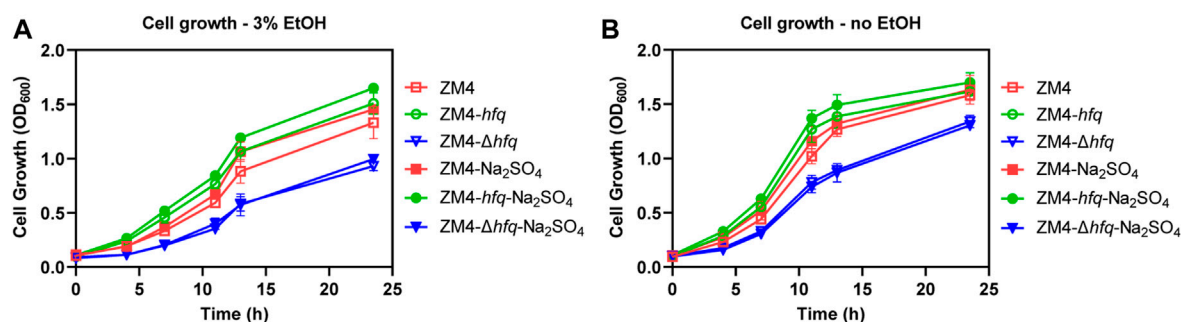 A
Cell growth - 3% EtOH
Cell Growth (OD600)
2.0
1.5
1.0
0.5
0.0
0 5 10 15 20 25
Time (h)
ZM4
ZM4-hfq
ZM4-Δhfq
ZM4-Na2SO4
ZM4-hfq-Na2SO4
ZM4-Δhfq-Na2SO4
B
Cell growth - no EtOH
Cell Growth (OD600)
2.0
1.5
1.0
0.5
0.0
0 5 10 15 20 25
Time (h)
ZM4
ZM4-hfq
ZM4-Δhfq
ZM4-Na2SO4
ZM4-hfq-Na2SO4
ZM4-Δhfq-Na2SO4